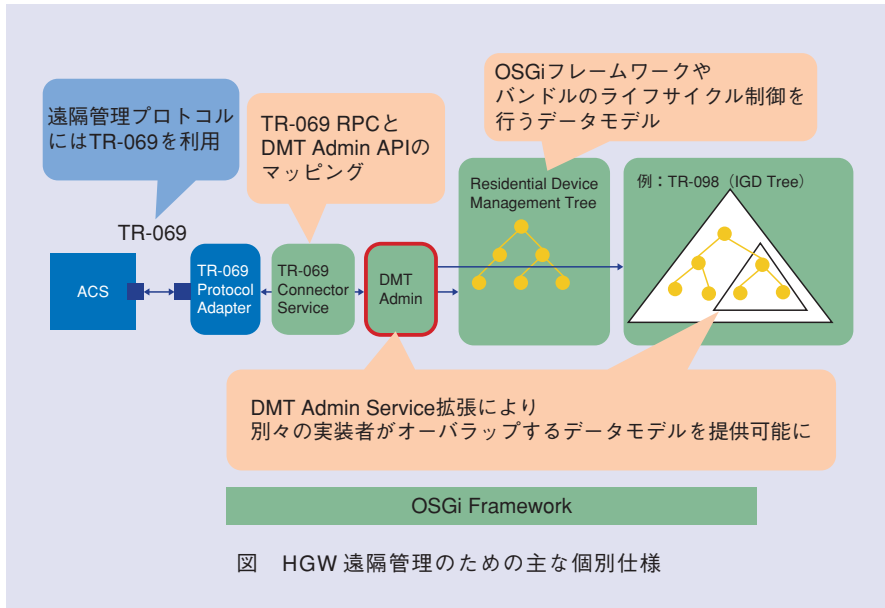 OSGiフレームワークや
バンドルのライフサイクル制御を
行うデータモデル
遠隔管理プロトコル
にはTR-069を利用
TR-069 RPCと
DMT Admin APIの
マッピング
TR-069
ACS
TR-069
Protocol
Adapter
TR-069
Connector
Service
DMT
Admin
Residential Device
Management Tree
例：TR-098（IGD Tree）
DMT Admin Service拡張により
別々の実装者がオーバラップするデータモデルを提供可能に
OSGi Framework
図　HGW 遠隔管理のための主な個別仕様